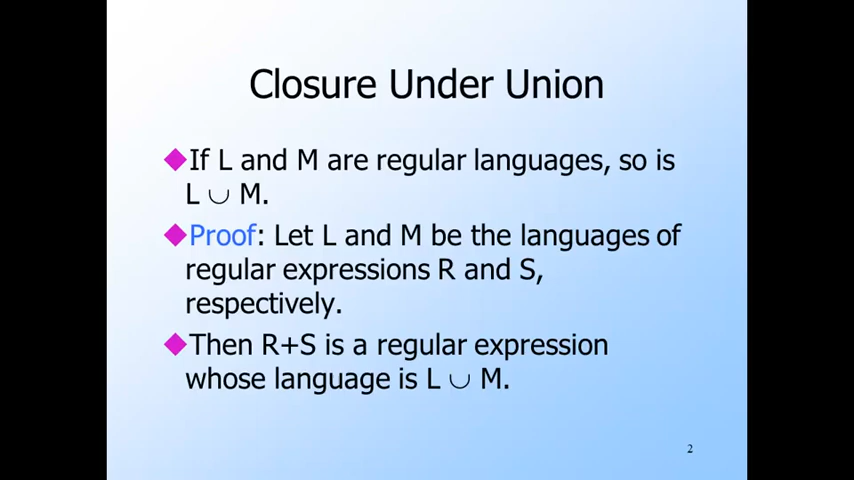 Closure Under Union
◆If L and M are regular languages, so is
L ∪ M.
◆Proof: Let L and M be the languages of
regular expressions R and S,
respectively.
◆Then R+S is a regular expression
whose language is L ∪ M.
2